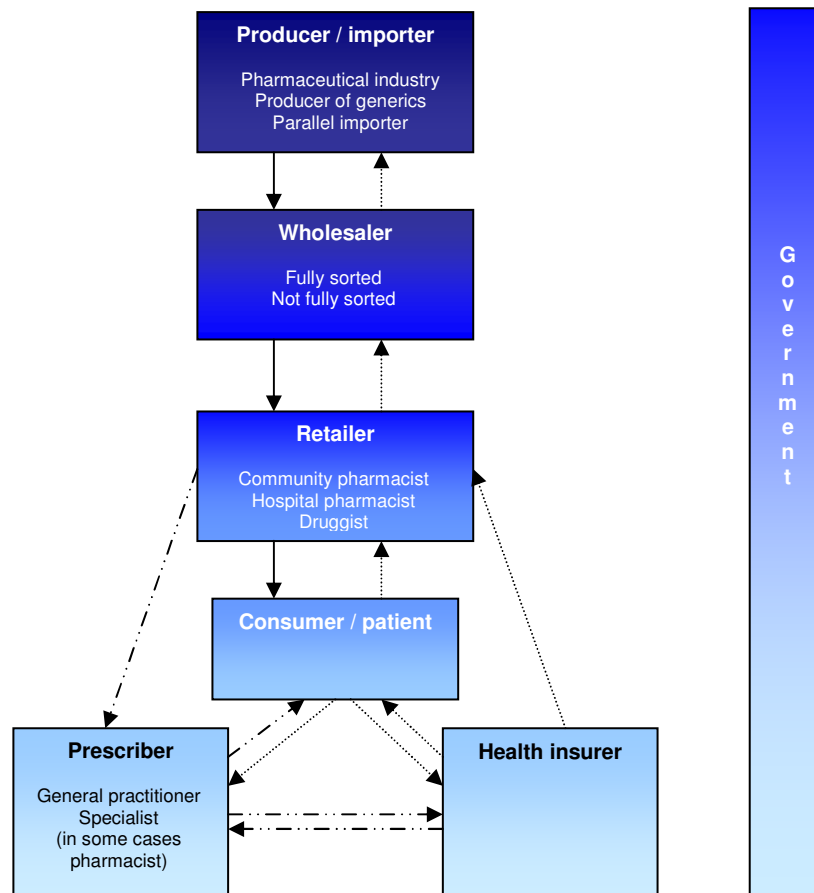 Producer / importer
Pharmaceutical industry
Producer of generics
Parallel importer
Wholesaler
Fully sorted
Not fully sorted
Retailer
Community pharmacist
Hospital pharmacist
Druggist
Consumer / patient
Prescriber
General practitioner
Specialist
(in some cases
pharmacist)
Health insurer
Government